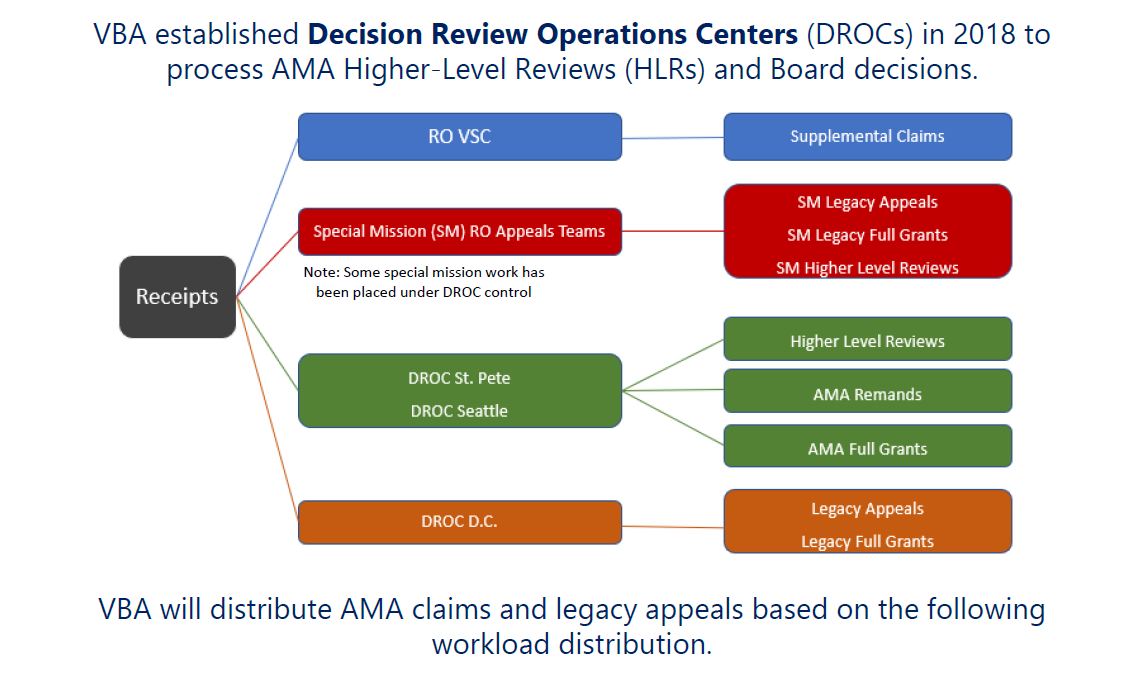 VBA established Decision Review Operations Centers (DROCs) in 2018 to
process AMA Higher-Level Reviews (HLRs) and Board decisions.
RO VSC
Supplemental Claims
Special Mission (SM) RO Appeals Teams
SM Legacy Appeals
SM Legacy Full Grants
SM Higher Level Reviews
Note: Some special mission work has
been placed under DROC control
Receipts
DROC St. Pete
DROC Seattle
Higher Level Reviews
AMA Remands
AMA Full Grants
DROC D.C.
Legacy Appeals
Legacy Full Grants
VBA will distribute AMA claims and legacy appeals based on the following
workload distribution.